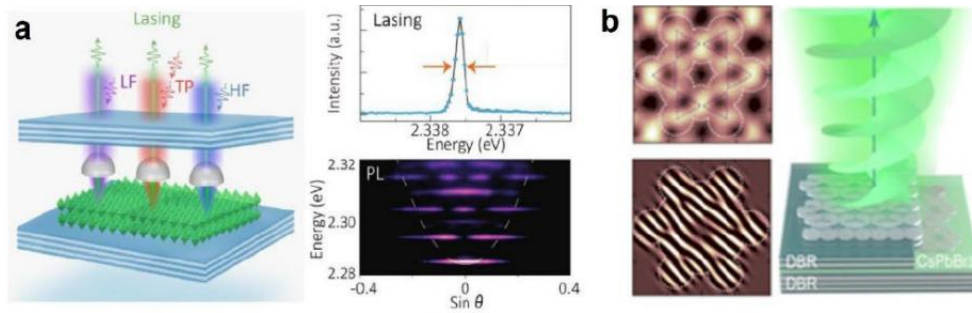 a
Lasing
LF
TP
HF
Intensity (a.u.)
Lasing
2.338
2.337
Energy (eV)
Energy (eV)
2.32
2.30
2.28
PL
-0.4
0
0.4
Sin θ
b
DBR
DBR
CsPbBr